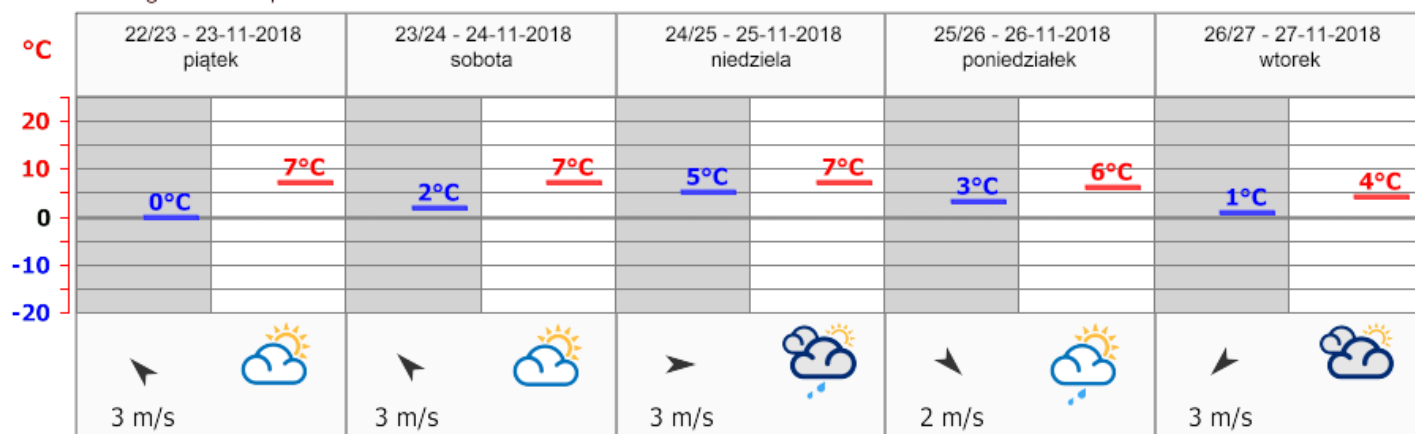 °C
22/23 - 23-11-2018
piątek
23/24 - 24-11-2018
sobota
24/25 - 25-11-2018
niedziela
25/26 - 26-11-2018
poniedziałek
26/27 - 27-11-2018
wtorek
20
10
0
-10
-20
0°C
7°C
2°C
7°C
5°C
7°C
3°C
6°C
1°C
4°C
3 m/s
3 m/s
3 m/s
2 m/s
3 m/s